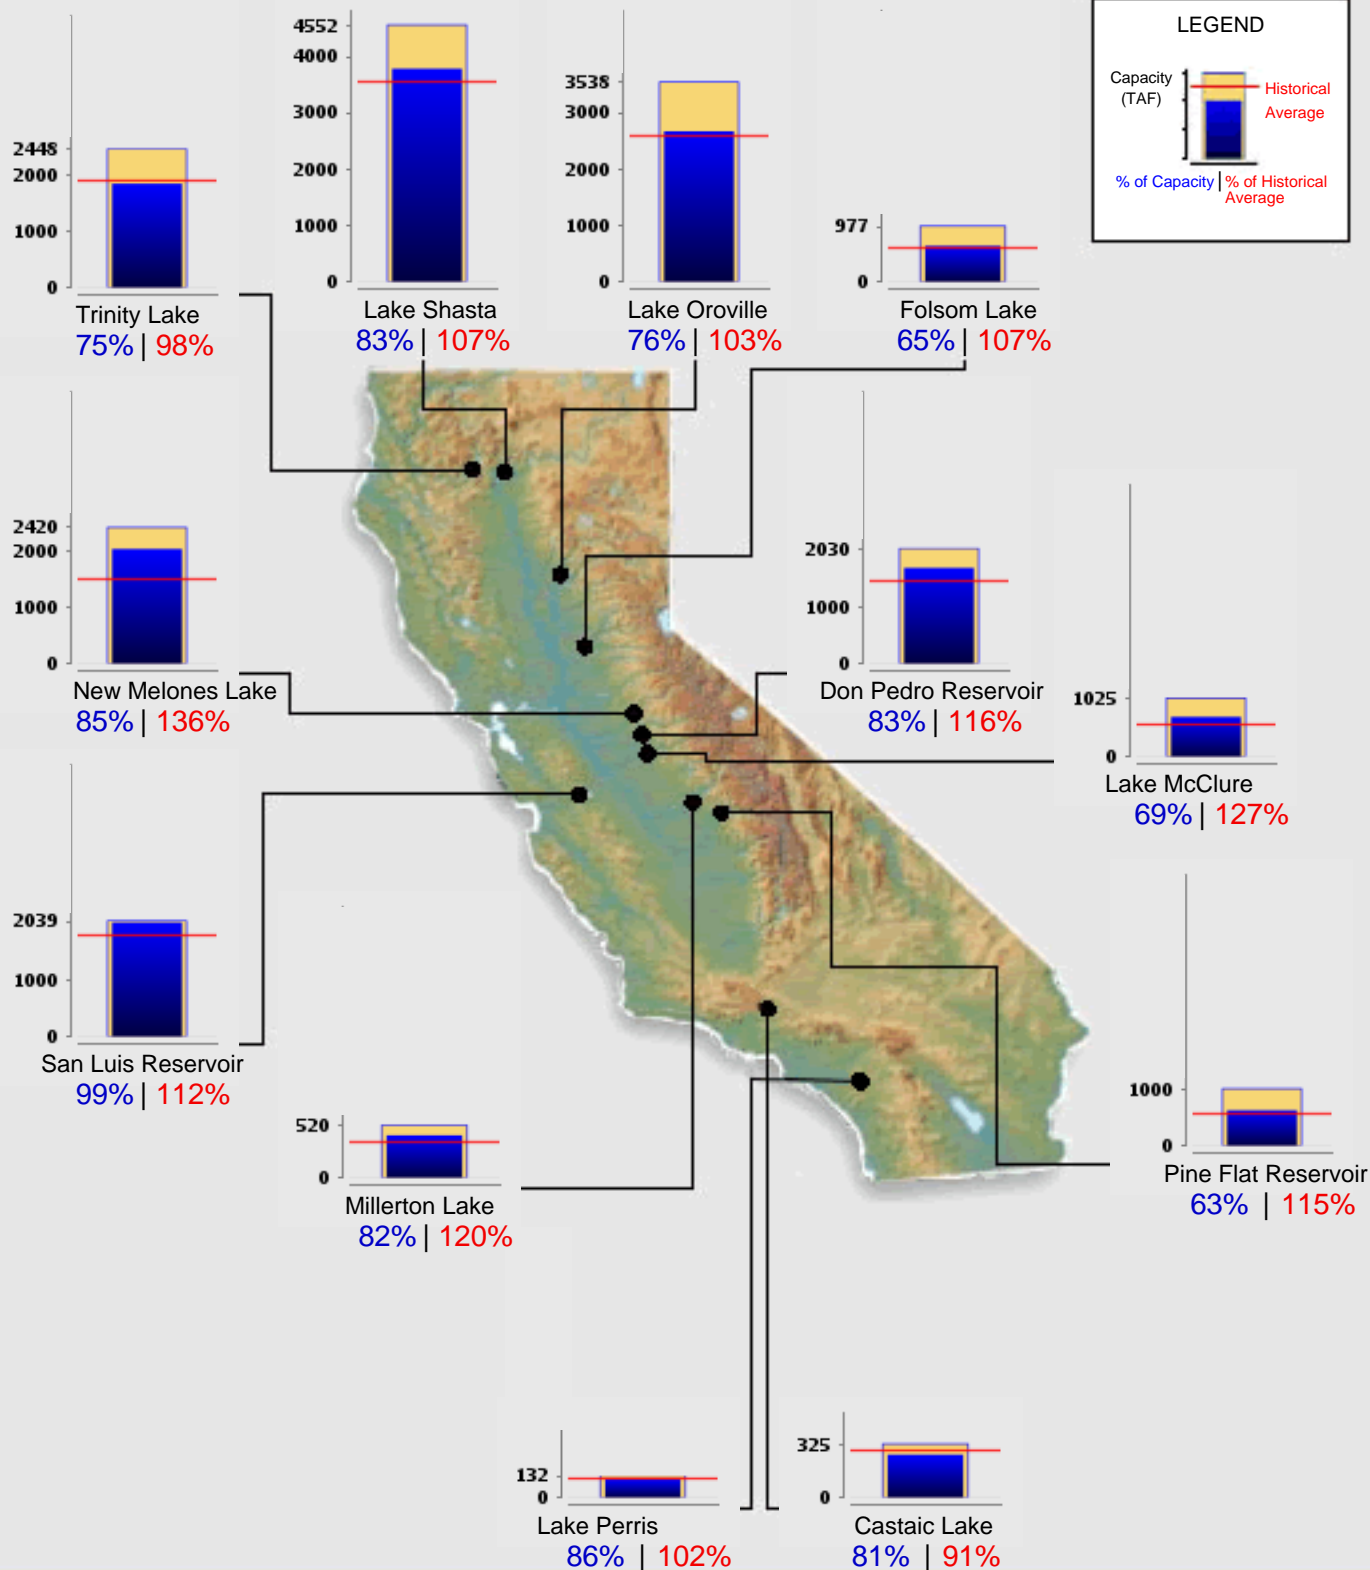 LEGEND
Capacity
(TAF)
Historical
Average
% of Capacity | % of Historical
Average
2448
2000
1000
0
Trinity Lake
75% | 98%
4552
4000
3000
2000
1000
0
Lake Shasta
83% | 107%
3538
3000
2000
1000
0
Lake Oroville
76% | 103%
977
0
Folsom Lake
65% | 107%
2420
2000
1000
0
New Melones Lake
85% | 136%
2030
1000
0
Don Pedro Reservoir
83% | 116%
1025
0
Lake McClure
69% | 127%
2039
1000
0
San Luis Reservoir
99% | 112%
520
0
Millerton Lake
82% | 120%
1000
0
Pine Flat Reservoir
63% | 115%
132
0
Lake Perris
86% | 102%
325
0
Castaic Lake
81% | 91%